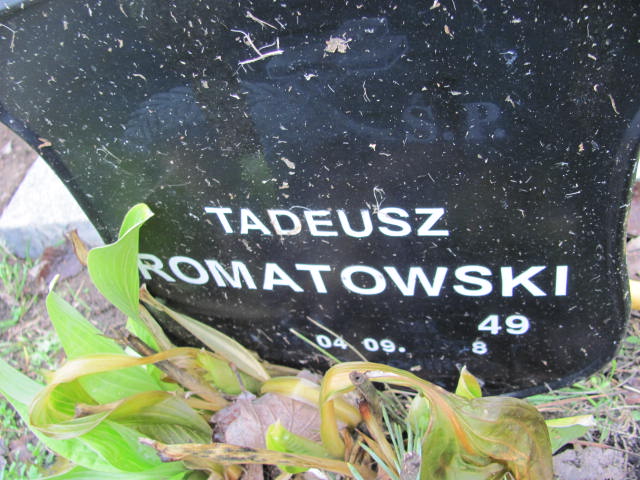 Ś.P.
TADEUSZ
ROMATOWSKI
49
04 09. 8